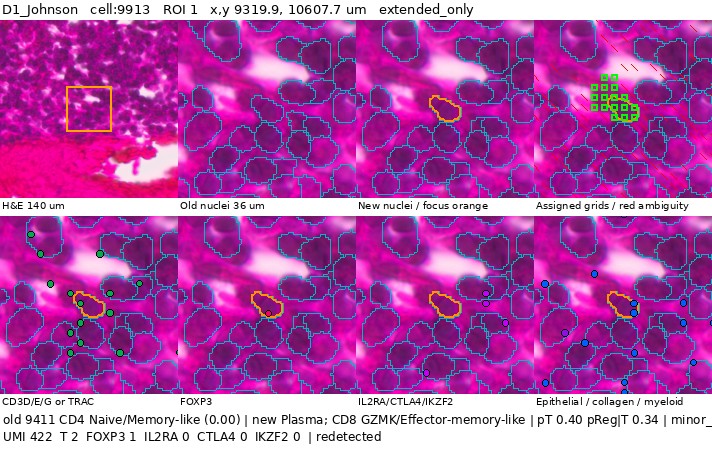 D1_Johnson cell:9913 ROI 1 x,y 9319.9, 10607.7 um extended_only
H&E 140 um
Old nuclei 36 um
New nuclei / focus orange
Assigned grids / red ambiguity
CD3D/E/G or TRAC
FOXP3
IL2RA/CTLA4/IKZF2
Epithelial / collagen / myeloid
old 9411 CD4 Naive/Memory-like (0.00) | new Plasma; CD8 GZMK/Effector-memory-like | pT 0.40 pReg|T 0.34 | minor_
UMI 422 T 2 FOXP3 1 IL2RA 0 CTLA4 0 IKZF2 0 | redetected